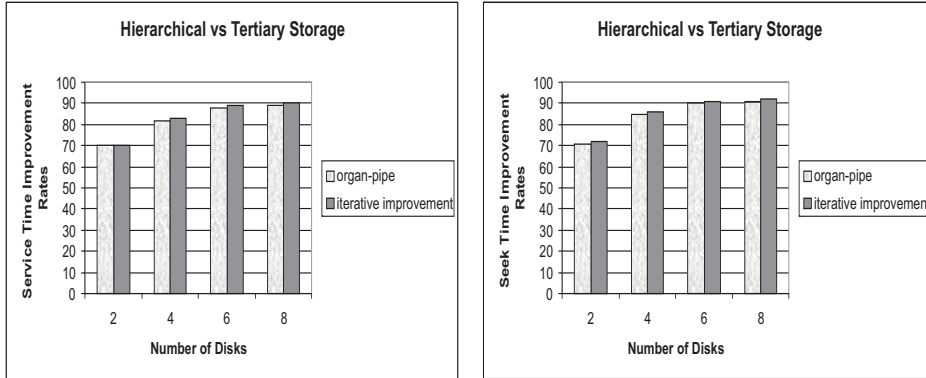 Hierarchical vs Tertiary Storage
Service Time Improvement
Rates
100
90
80
70
60
50
40
30
20
10
0
2 4 6 8
Number of Disks
organ-pipe
iterative improvement
Hierarchical vs Tertiary Storage
Seek Time Improvement
Rates
100
90
80
70
60
50
40
30
20
10
0
2 4 6 8
Number of Disks
organ-pipe
iterative improvement